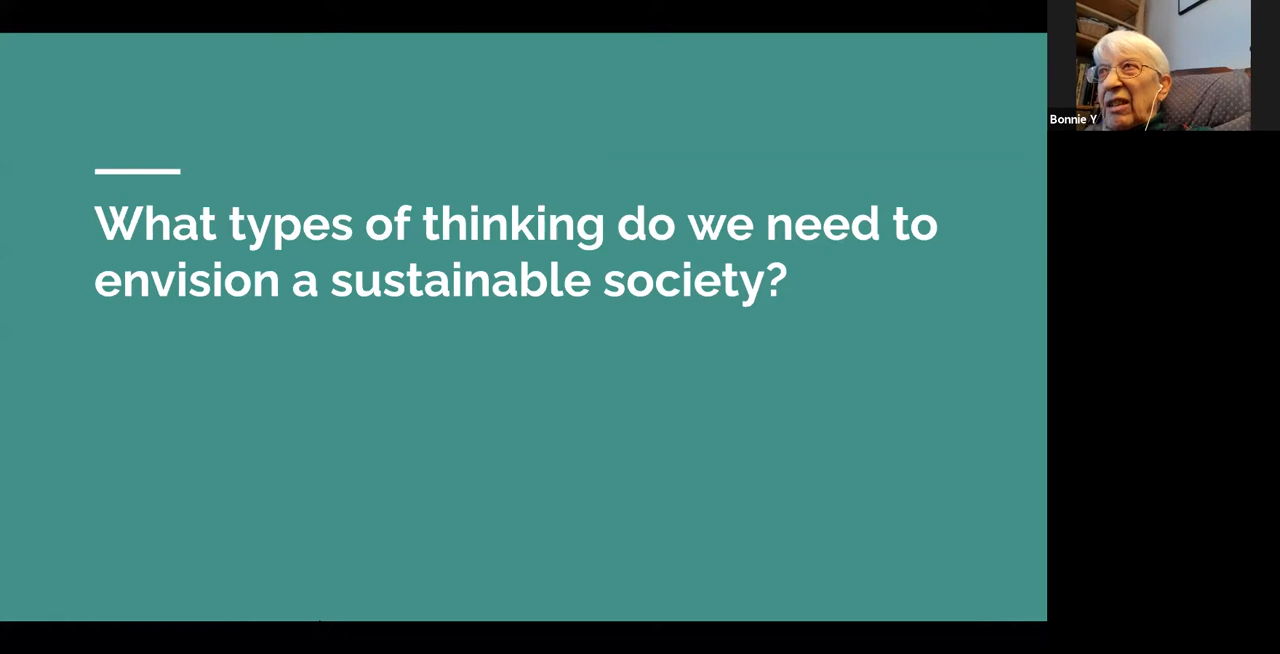 What types of thinking do we need to
envision a sustainable society?
Bonnie Y